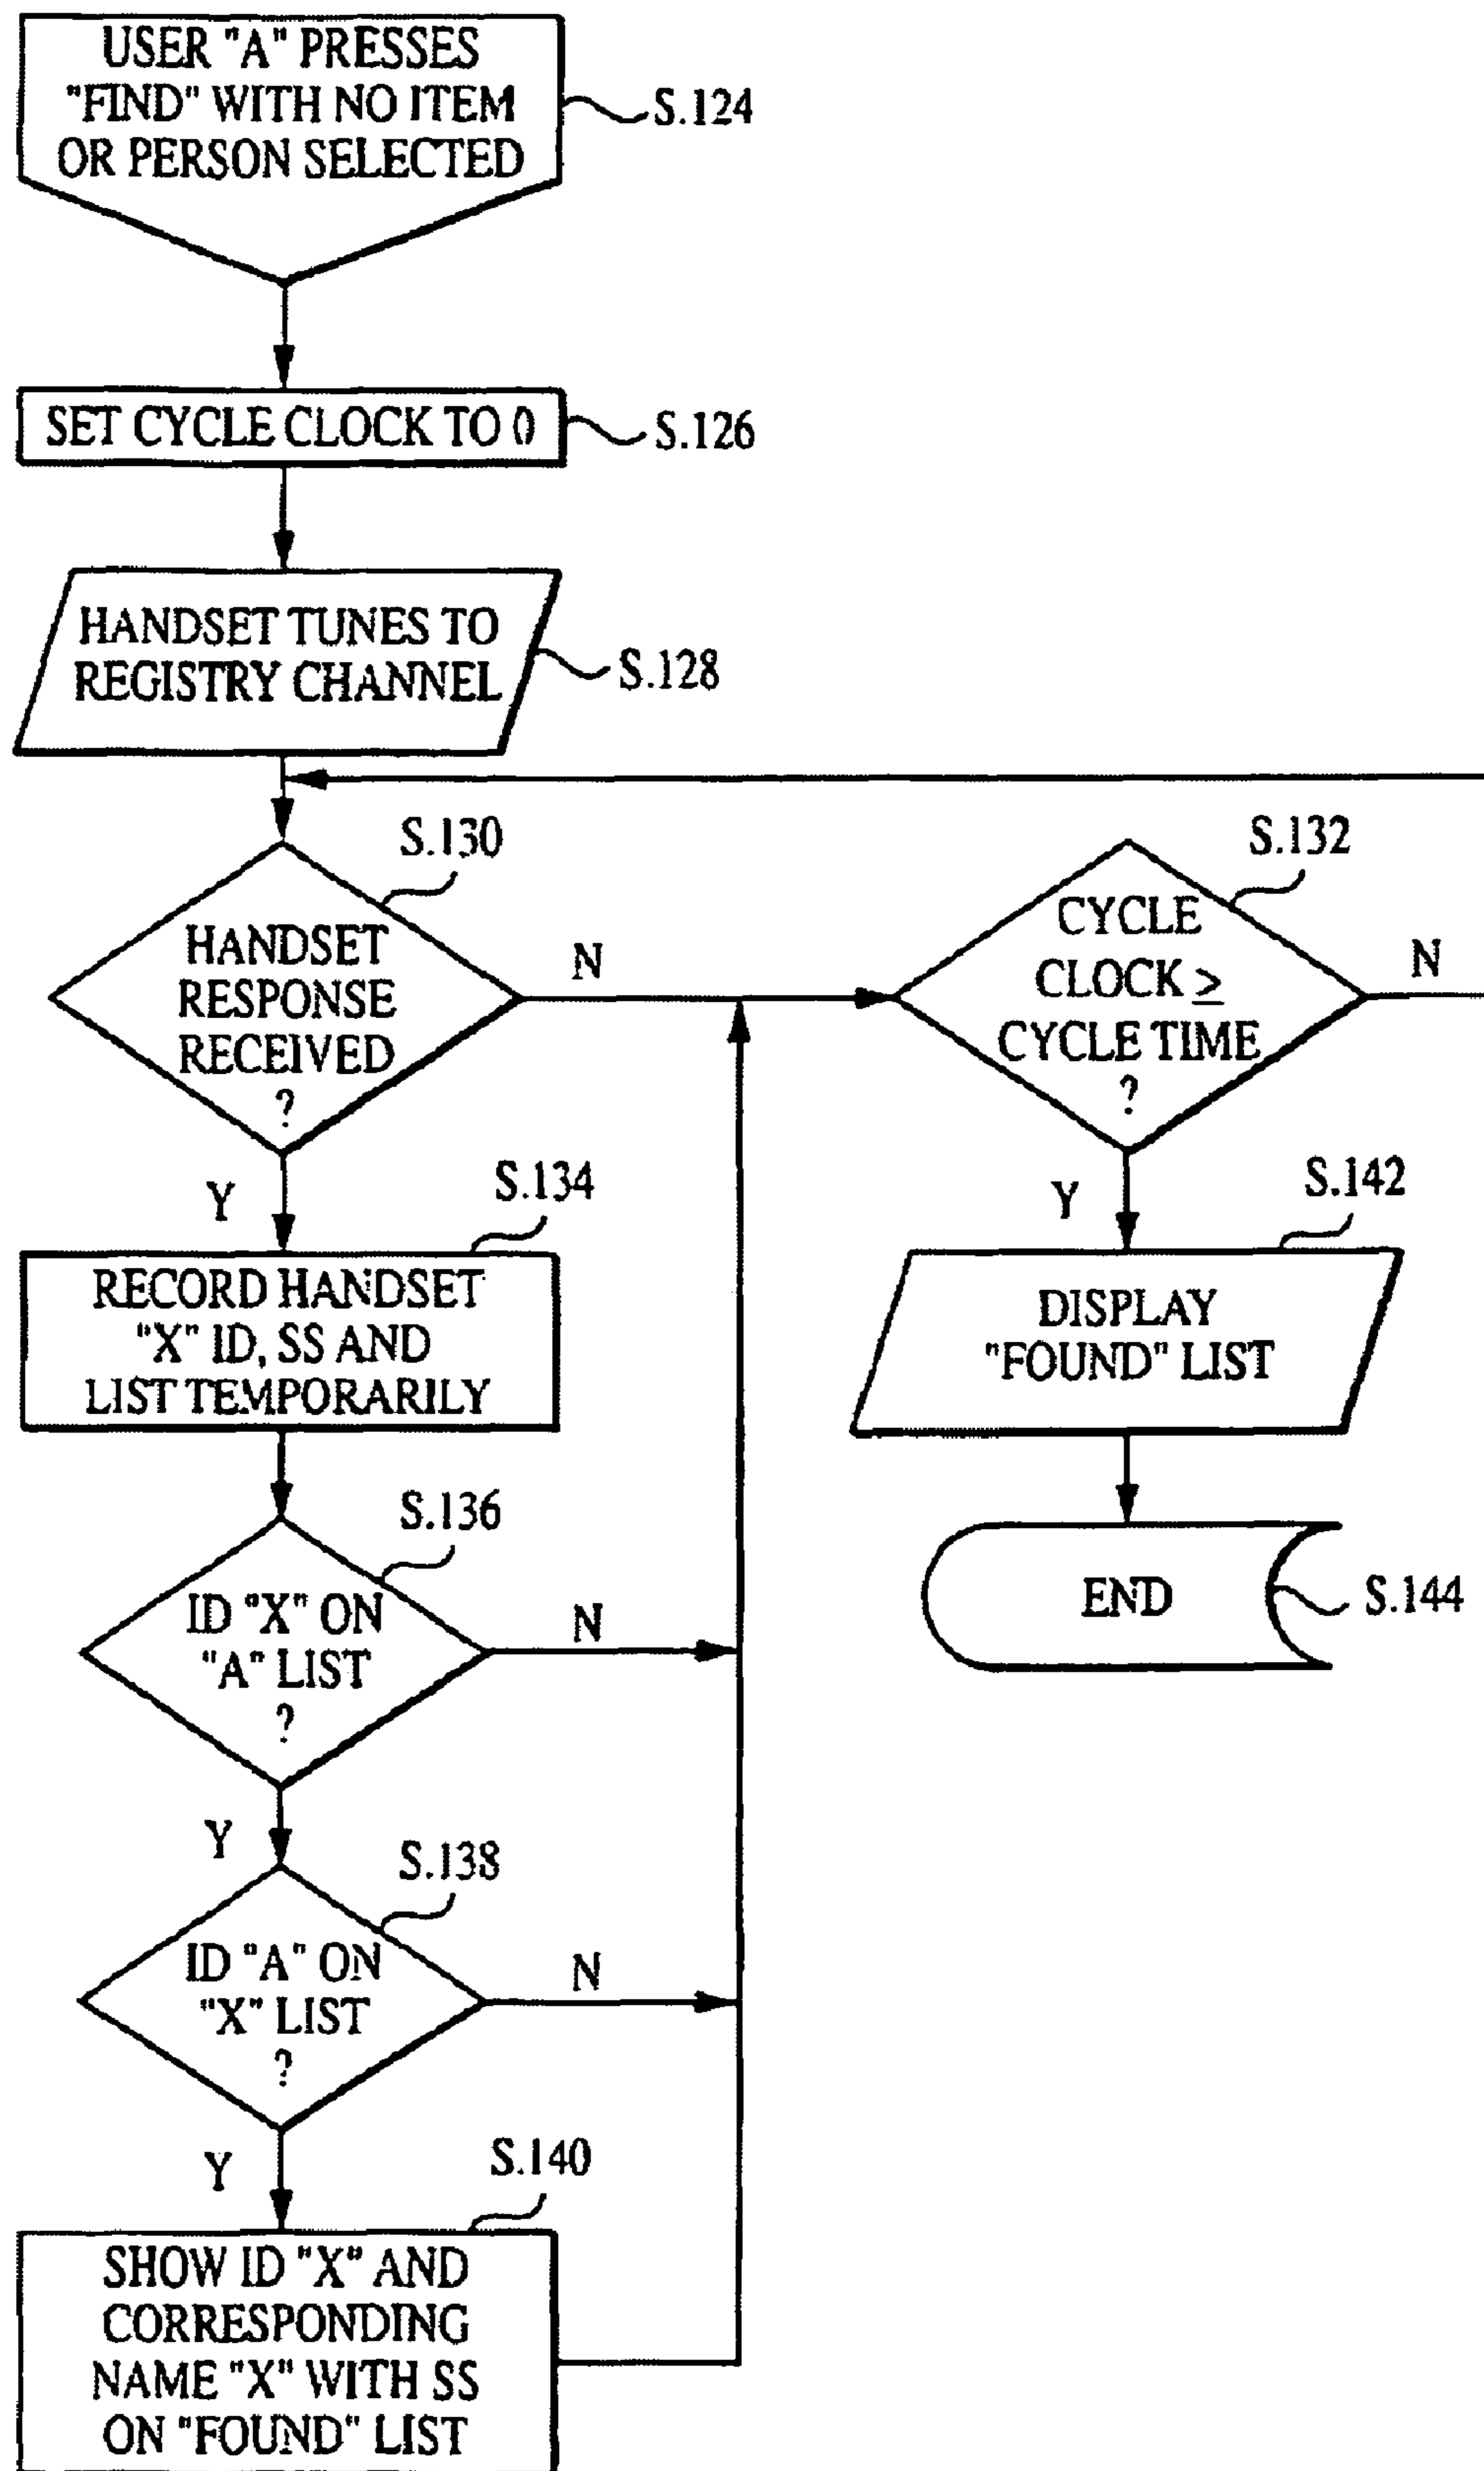 USER "A" PRESSES
"FIND" WITH NO ITEM
OR PERSON SELECTED
S.124
SET CYCLE CLOCK TO 0
S.126
HANDSET TUNES TO
REGISTRY CHANNEL
S.128
S.130
HANDSET
RESPONSE
RECEIVED
?
N
Y
S.132
CYCLE
CLOCK ≥
CYCLE TIME
?
N
Y
S.134
RECORD HANDSET
"X" ID, SS AND
LIST TEMPORARILY
S.142
DISPLAY
"FOUND" LIST
S.136
ID "X" ON
"A" LIST
?
N
Y
END
S.144
S.138
ID "A" ON
"X" LIST
?
N
Y
S.140
SHOW ID "X" AND
CORRESPONDING
NAME "X" WITH SS
ON "FOUND" LIST